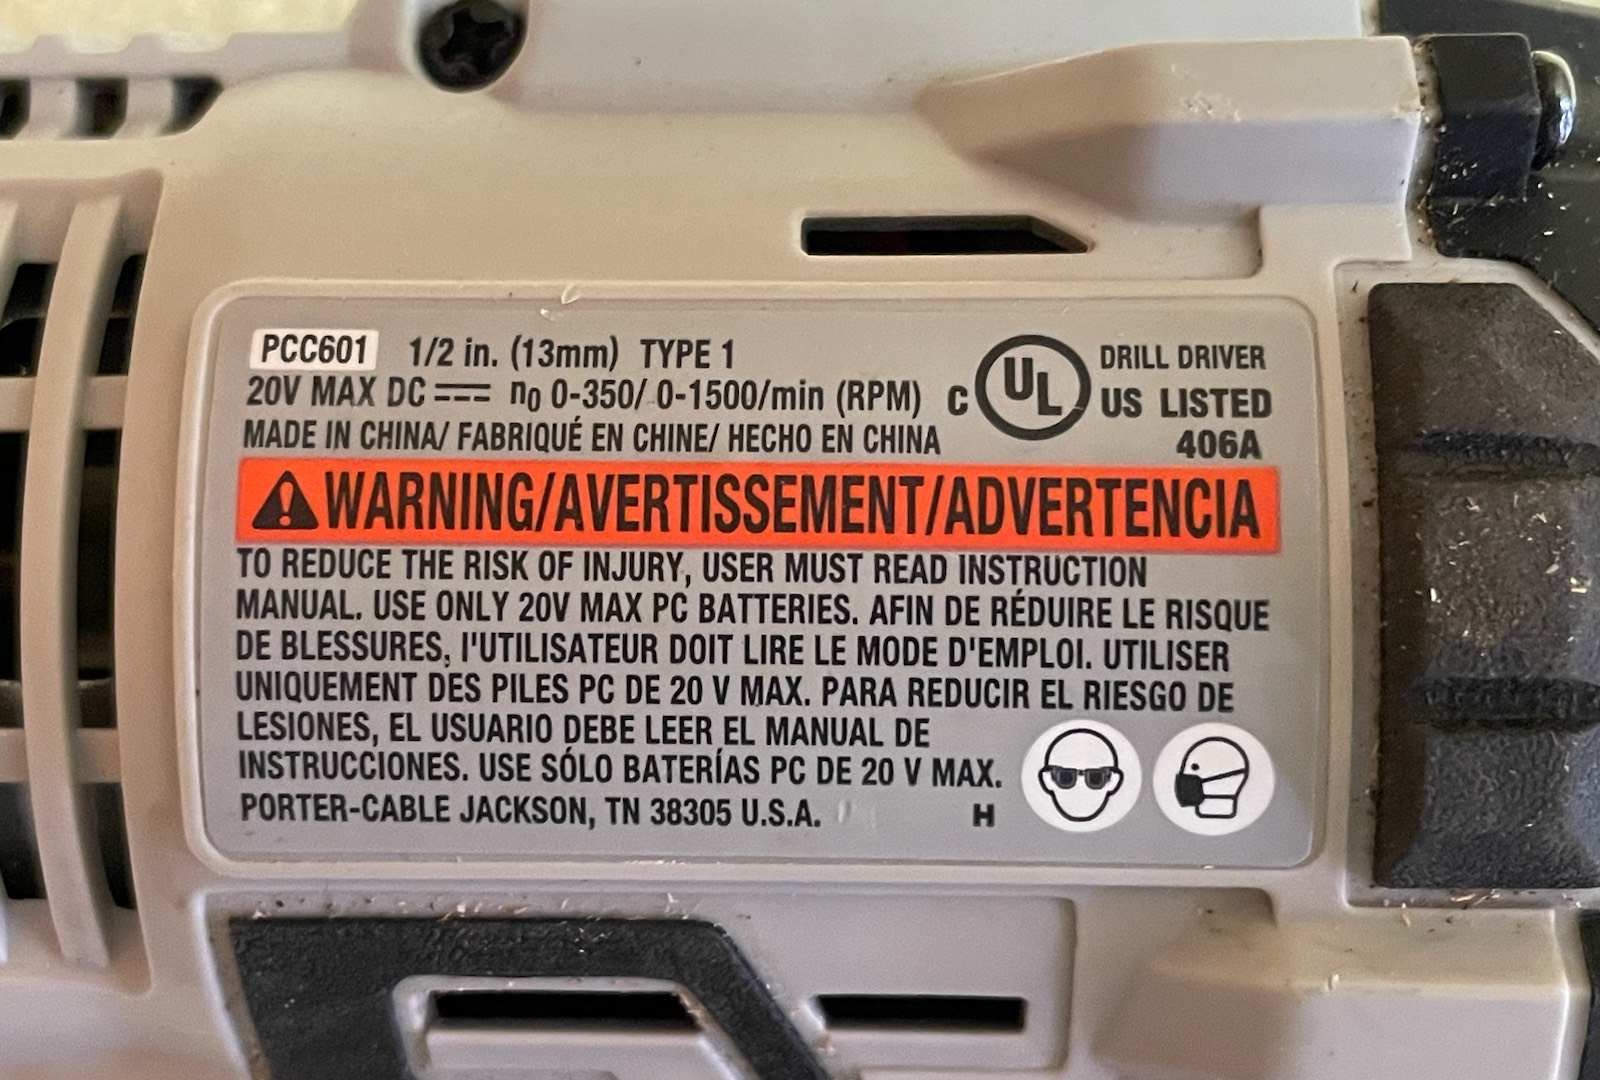 PCC601 1/2 in. (13mm) TYPE 1
20V MAX DC n0 0-350/ 0-1500/min (RPM)
MADE IN CHINA/ FABRIQUÉ EN CHINE/ HECHO EN CHINA
C UL US
DRILL DRIVER
LISTED
406A
WARNING/AVERTISSEMENT/ADVERTENCIA
TO REDUCE THE RISK OF INJURY, USER MUST READ INSTRUCTION
MANUAL. USE ONLY 20V MAX PC BATTERIES. AFIN DE RÉDUIRE LE RISQUE
DE BLESSURES, l'UTILISATEUR DOIT LIRE LE MODE D'EMPLOI. UTILISER
UNIQUEMENT DES PILES PC DE 20 V MAX. PARA REDUCIR EL RIESGO DE
LESIONES, EL USUARIO DEBE LEER EL MANUAL DE
INSTRUCCIONES. USE SÓLO BATERÍAS PC DE 20 V MAX.
PORTER-CABLE JACKSON, TN 38305 U.S.A. H